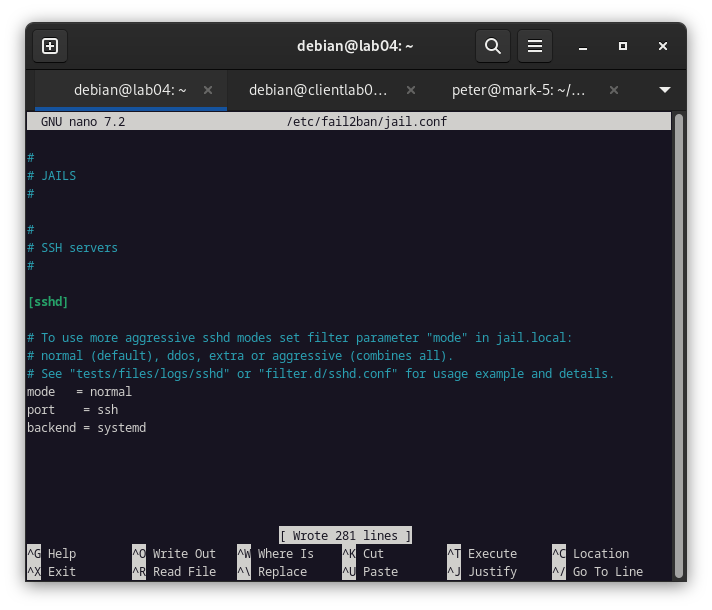 debian@lab04: ~
debian@lab04: ~ × debian@clientlab0... × peter@mark-5: ~/... ×
GNU nano 7.2 /etc/fail2ban/jail.conf
#
# JAILS
#
#
# SSH servers
#
[sshd]
# To use more aggressive sshd modes set filter parameter "mode" in jail.local:
# normal (default), ddos, extra or aggressive (combines all).
# See "tests/files/logs/sshd" or "filter.d/sshd.conf" for usage example and details.
mode   = normal
port    = ssh
backend = systemd
[ Wrote 281 lines ]
^G Help ^O Write Out ^W Where Is ^K Cut ^T Execute ^C Location
^X Exit ^R Read File ^\ Replace ^U Paste ^J Justify ^/ Go To Line